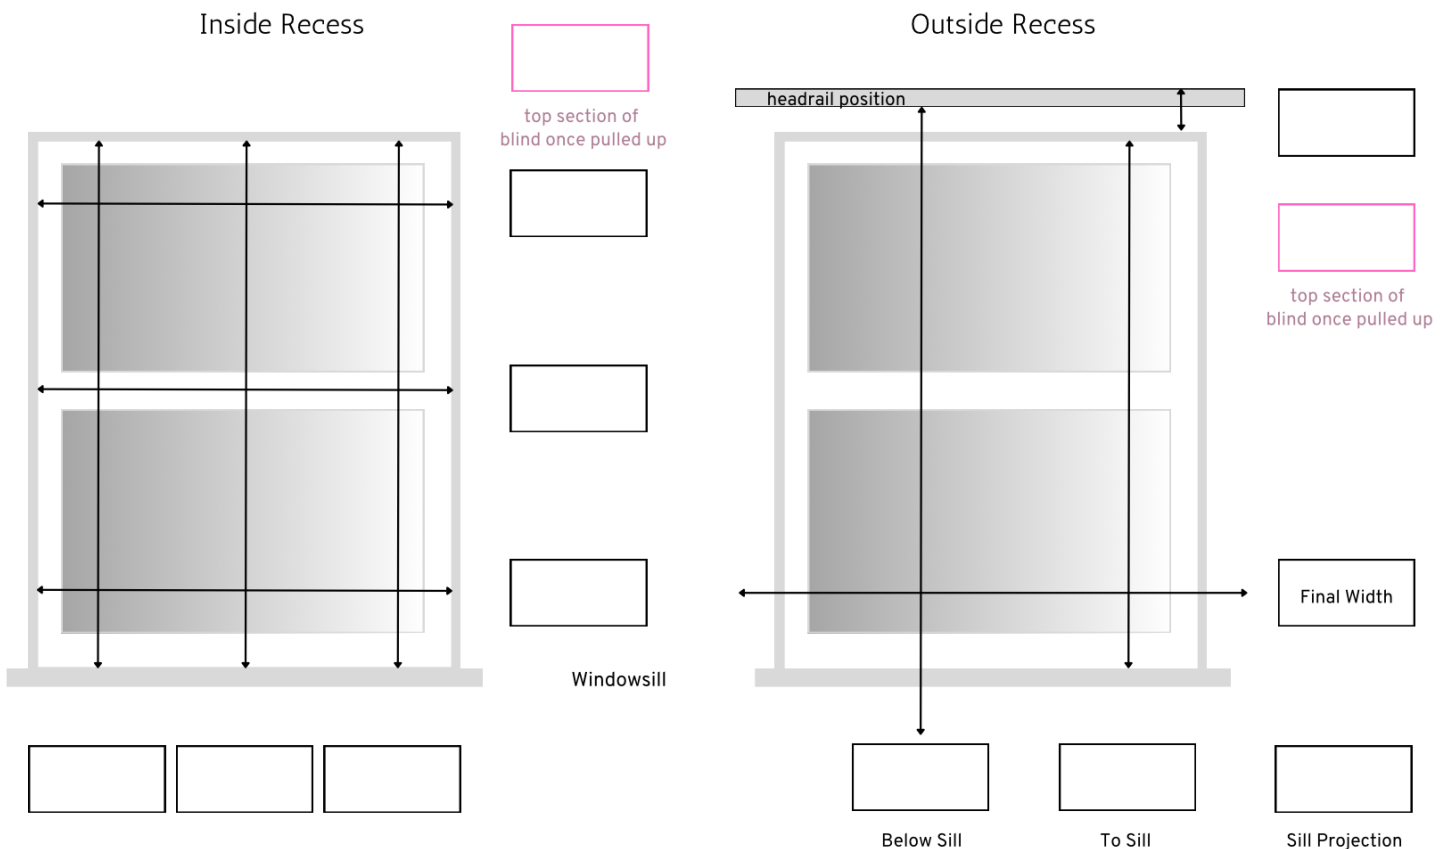 Inside Recess
top section of
blind once pulled up
Windowsill
Outside Recess
headrail position
top section of
blind once pulled up
Final Width
Below Sill
To Sill
Sill Projection